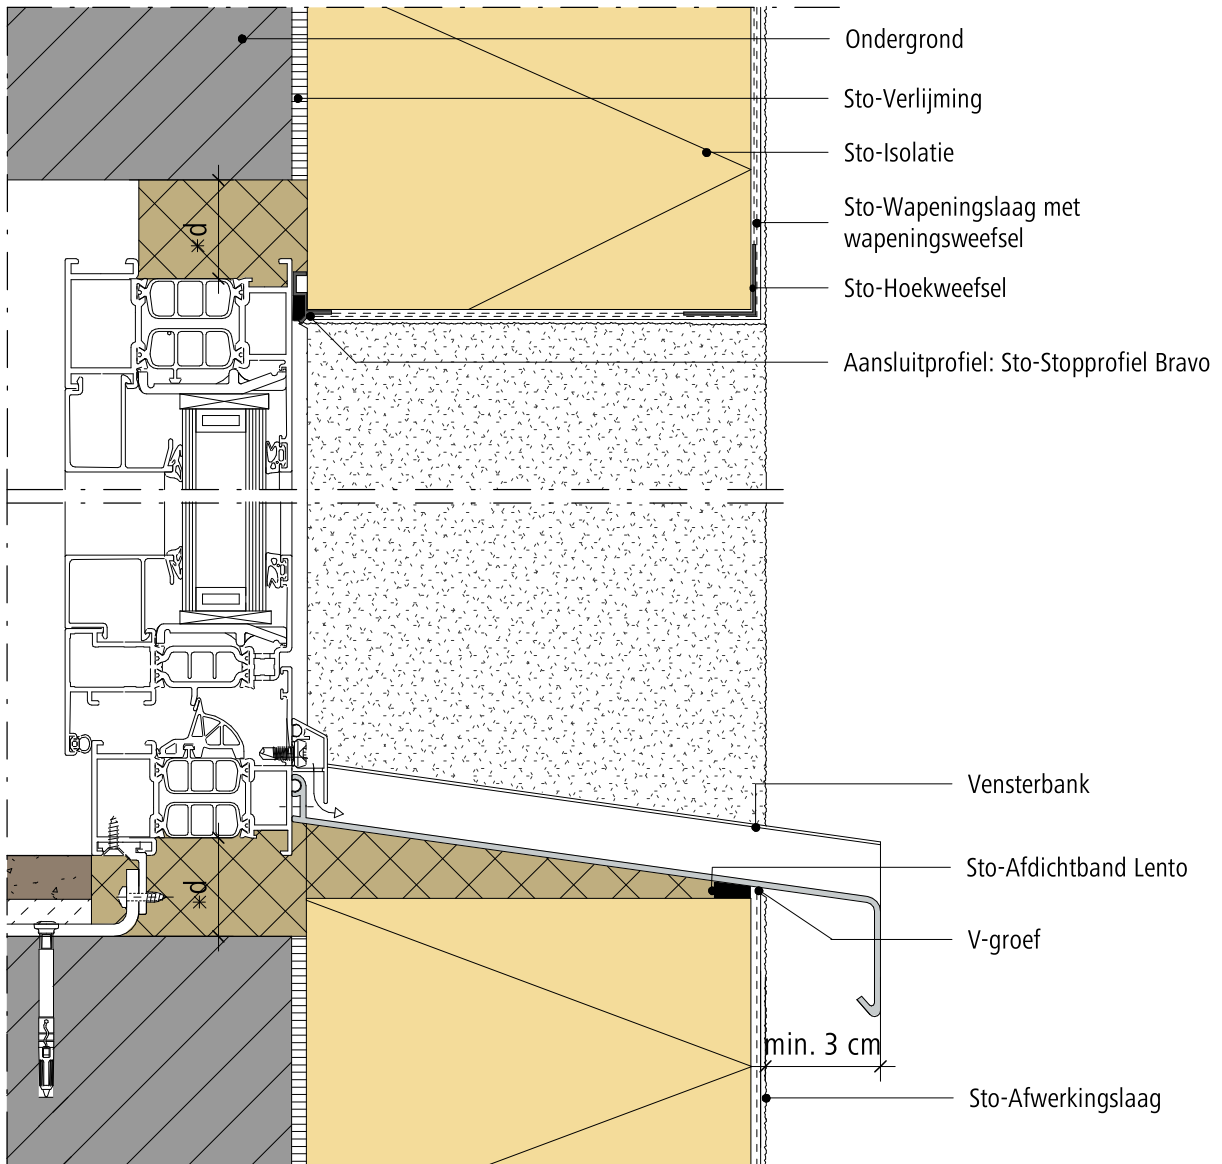 Ondergrond
Sto-Verlijming
Sto-Isolatie
Sto-Wapeningslaag met
wapeningsweefsel
Sto-Hoekweefsel
Aansluitprofiel: Sto-Stopprofiel Bravo
d*
Vensterbank
Sto-Afdichtband Lento
d*
V-groef
min. 3 cm
Sto-Afwerkingslaag